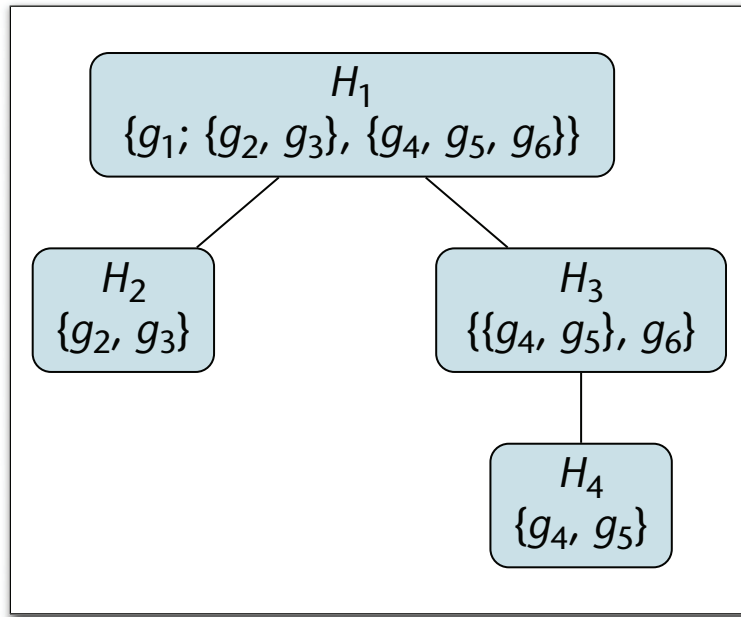 H₁
{g₁; {g₂, g₃}, {g₄, g₅, g₆}}
H₂
{g₂, g₃}
H₃
{{g₄, g₅}, g₆}
H₄
{g₄, g₅}